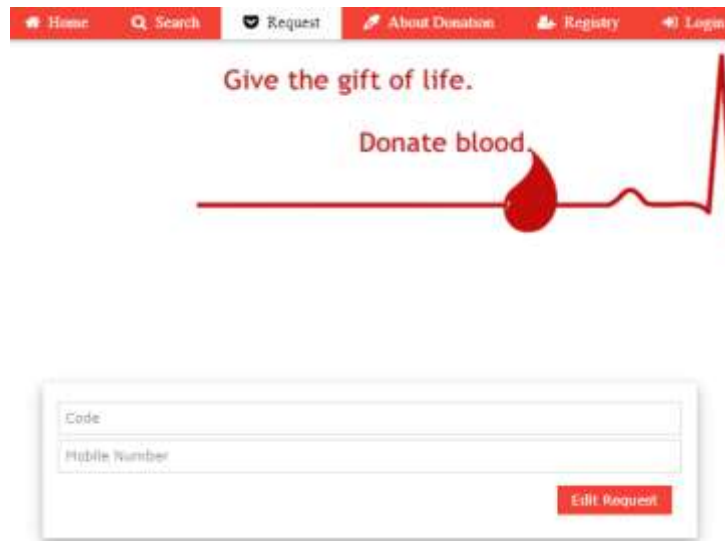 Home Search Request About Donation Registry Login
Give the gift of life.
Donate blood.
Code
Mobile Number
Edit Request